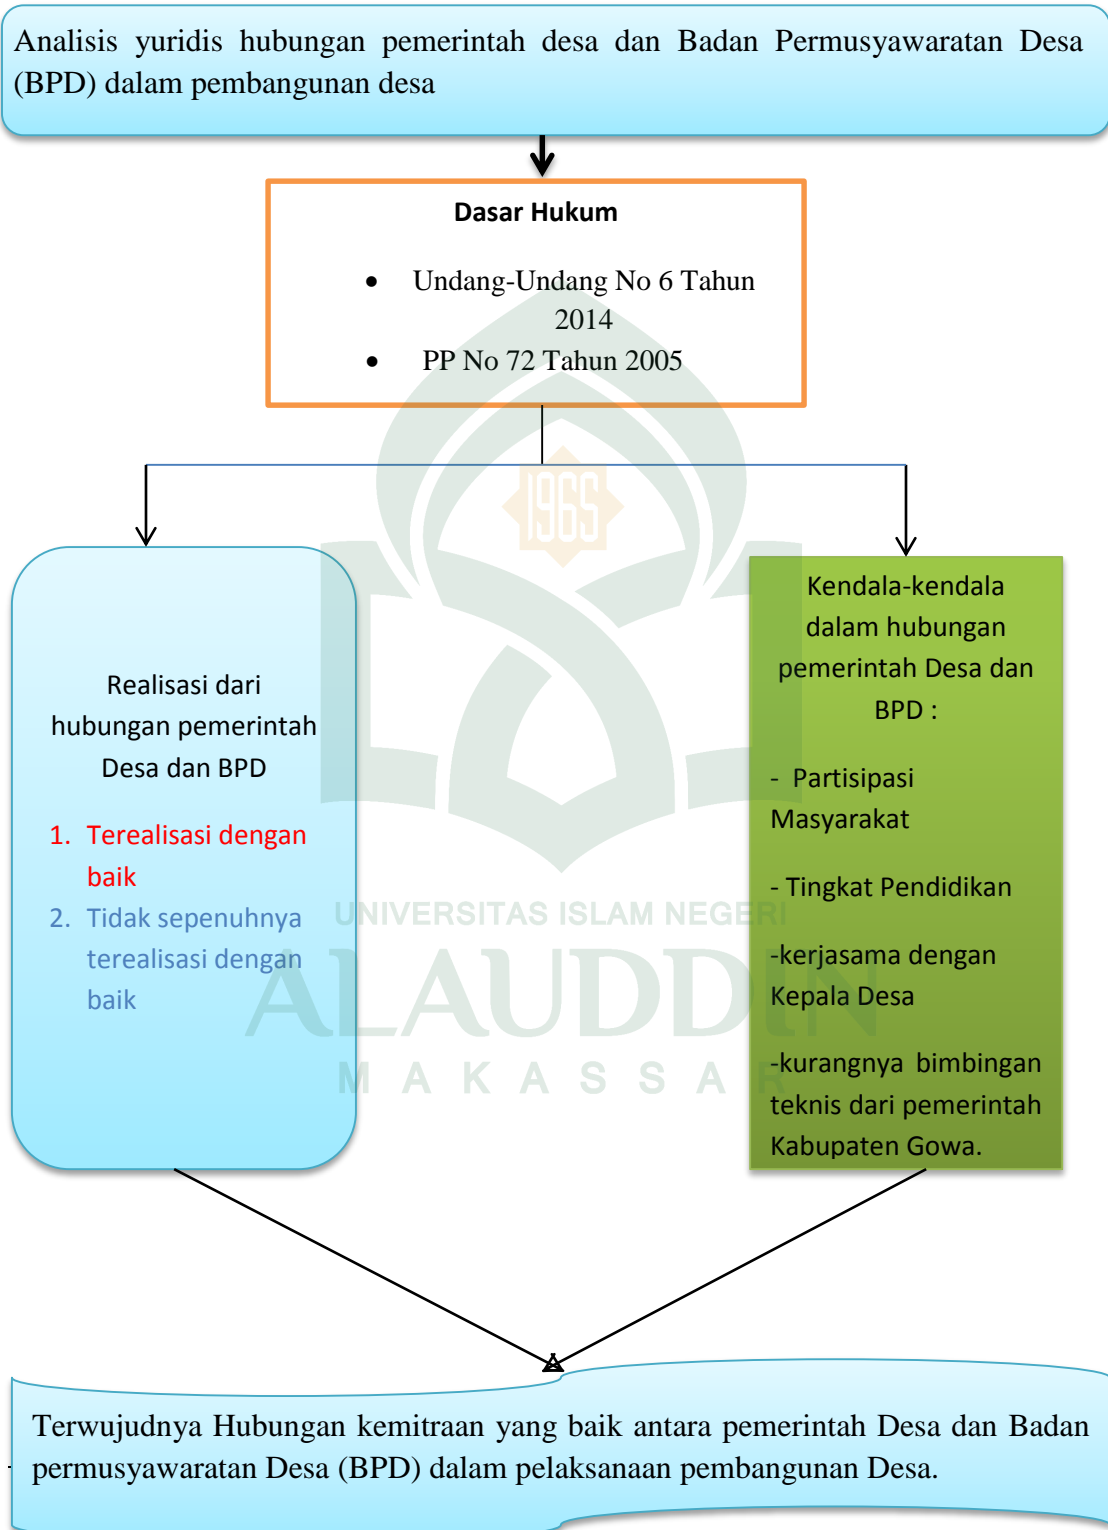 Analisis yuridis hubungan pemerintah desa dan Badan Permusyawaratan Desa
(BPD) dalam pembangunan desa
Dasar Hukum
• Undang-Undang No 6 Tahun
2014
• PP No 72 Tahun 2005
1965
Realisasi dari
hubungan pemerintah
Desa dan BPD
1. Terealisasi dengan
baik
2. Tidak sepenuhnya
terealisasi dengan
baik
Kendala-kendala
dalam hubungan
pemerintah Desa dan
BPD :
- Partisipasi
Masyarakat
- Tingkat Pendidikan
-kerjasama dengan
Kepala Desa
-kurangnya bimbingan
teknis dari pemerintah
Kabupaten Gowa.
UNIVERSITAS ISLAM NEGERI
ALAUDDIN
MAKASSAR
Terwujudnya Hubungan kemitraan yang baik antara pemerintah Desa dan Badan
permusyawaratan Desa (BPD) dalam pelaksanaan pembangunan Desa.